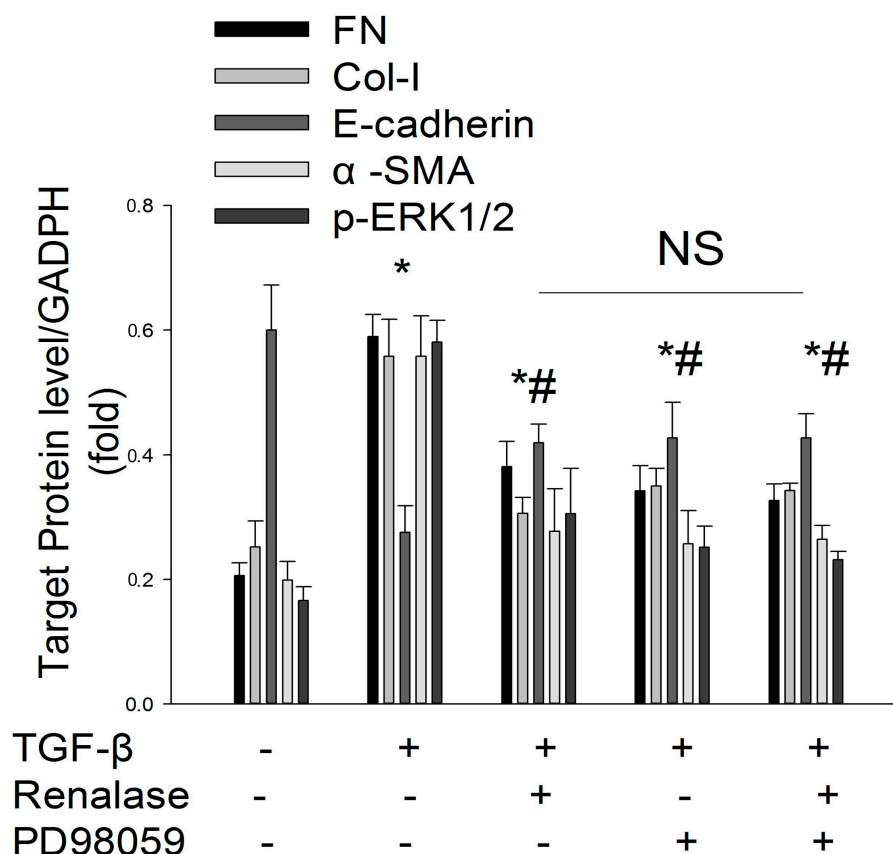 FN
Col-I
E-cadherin
α -SMA
p-ERK1/2
Target Protein level/GADPH
(fold)
0.8
0.6
0.4
0.2
0.0
*
*#
*#
*#
NS
TGF-β - + + + +
Renalase - - + - +
PD98059 - - - + +